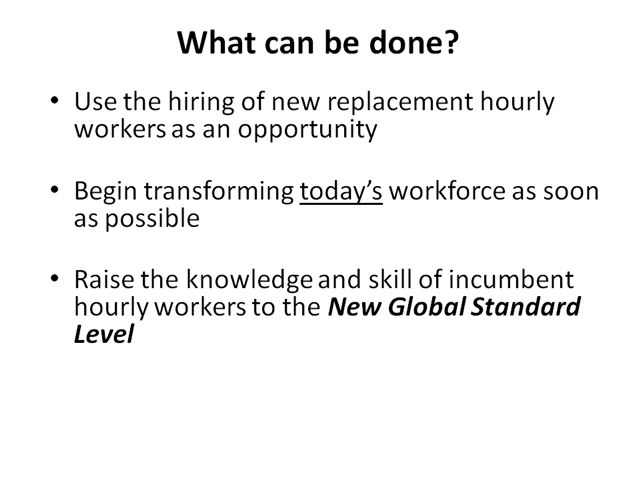 What can be done?
• Use the hiring of new replacement hourly
workers as an opportunity
• Begin transforming today's workforce as soon
as possible
• Raise the knowledge and skill of incumbent
hourly workers to the New Global Standard
Level